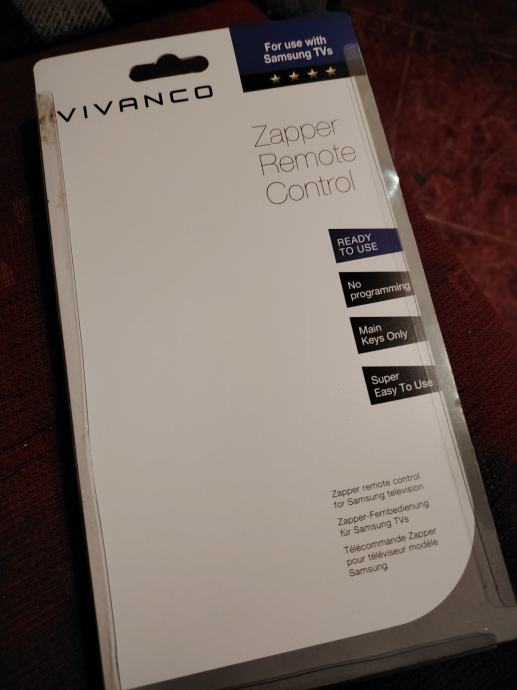 For use with
Samsung TVs
VIVANCO
Zapper
Remote
Control
READY
TO USE
No
programming
Main
Keys Only
Super
Easy To Use
Zapper remote control
for Samsung television
Zapper-Fernbedienung
für Samsung TVs
Télécommande Zapper
pour téléviseur modèle
Samsung